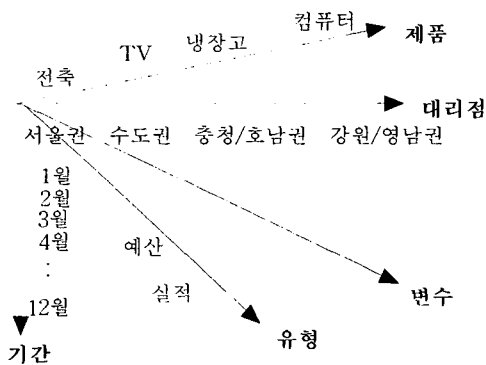 컴퓨터
제품
냉장고
TV
전축
대리점
서울권 수도권 충청/호남권 강원/영남권
1월
2월
3월
4월
예산
:
실적
변수
12월
유형
기간